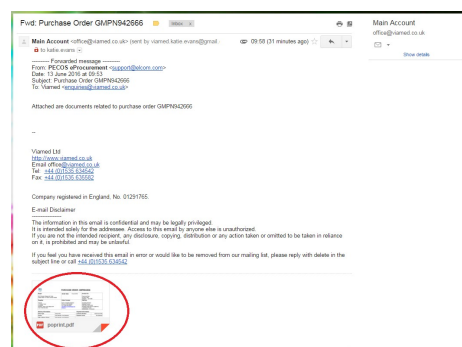 Fwd: Purchase Order GMPN942666
Inbox x
Main Account <office@viamed.co.uk> (sent by viamed.katie.evans@gmail.
09:58 (31 minutes ago)
to katie.evans
---------- Forwarded message ----------
From: PECOS eProcurement <support@elcom.com>
Date: 13 June 2016 at 09:53
Subject: Purchase Order GMPN942666
To: Viamed <enquiries@viamed.co.uk>
Attached are documents related to purchase order GMPN942666.
--
Viamed Ltd
http://www.viamed.co.uk
Email office@viamed.co.uk
Tel: +44 (0)1535 634542
Fax: +44 (0)1535 635582
Company registered in England. No. 01291765.
E-mail Disclaimer
----------------
The information in this email is confidential and may be legally privileged.
It is intended solely for the addressee. Access to this email by anyone else is unauthorized.
If you are not the intended recipient, any disclosure, copying, distribution or any action taken or omitted to be taken in reliance
on it, is prohibited and may be unlawful.
If you feel you have received this email in error or would like to be removed from our mailing list, please reply with delete in the
subject line or call +44 (0)1535 634542
poprint.pdf
Main Account
office@viamed.co.uk
Show details